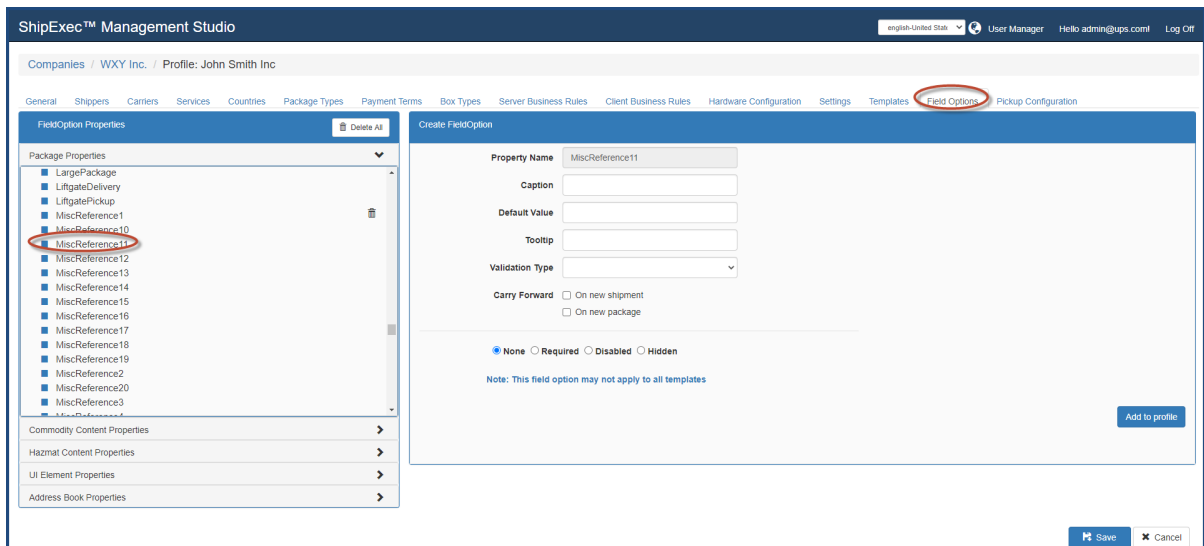 ShipExec™ Management Studio
english-United State User Manager Hello admin@ups.com! Log Off
Companies / WXY Inc. / Profile: John Smith Inc
General Shippers Carriers Services Countries Package Types Payment Terms Box Types Server Business Rules Client Business Rules Hardware Configuration Settings Templates Field Options Pickup Configuration
FieldOption Properties
Delete All
Package Properties
LargePackage
LiftgateDelivery
LiftgatePickup
MiscReference1
MiscReference10
MiscReference11
MiscReference12
MiscReference13
MiscReference14
MiscReference15
MiscReference16
MiscReference17
MiscReference18
MiscReference19
MiscReference2
MiscReference20
MiscReference3
MiscReference4
Commodity Content Properties
Hazmat Content Properties
UI Element Properties
Address Book Properties
Create FieldOption
Property Name MiscReference11
Caption
Default Value
Tooltip
Validation Type
Carry Forward On new shipment
On new package
None Required Disabled Hidden
Note: This field option may not apply to all templates
Add to profile
Save Cancel